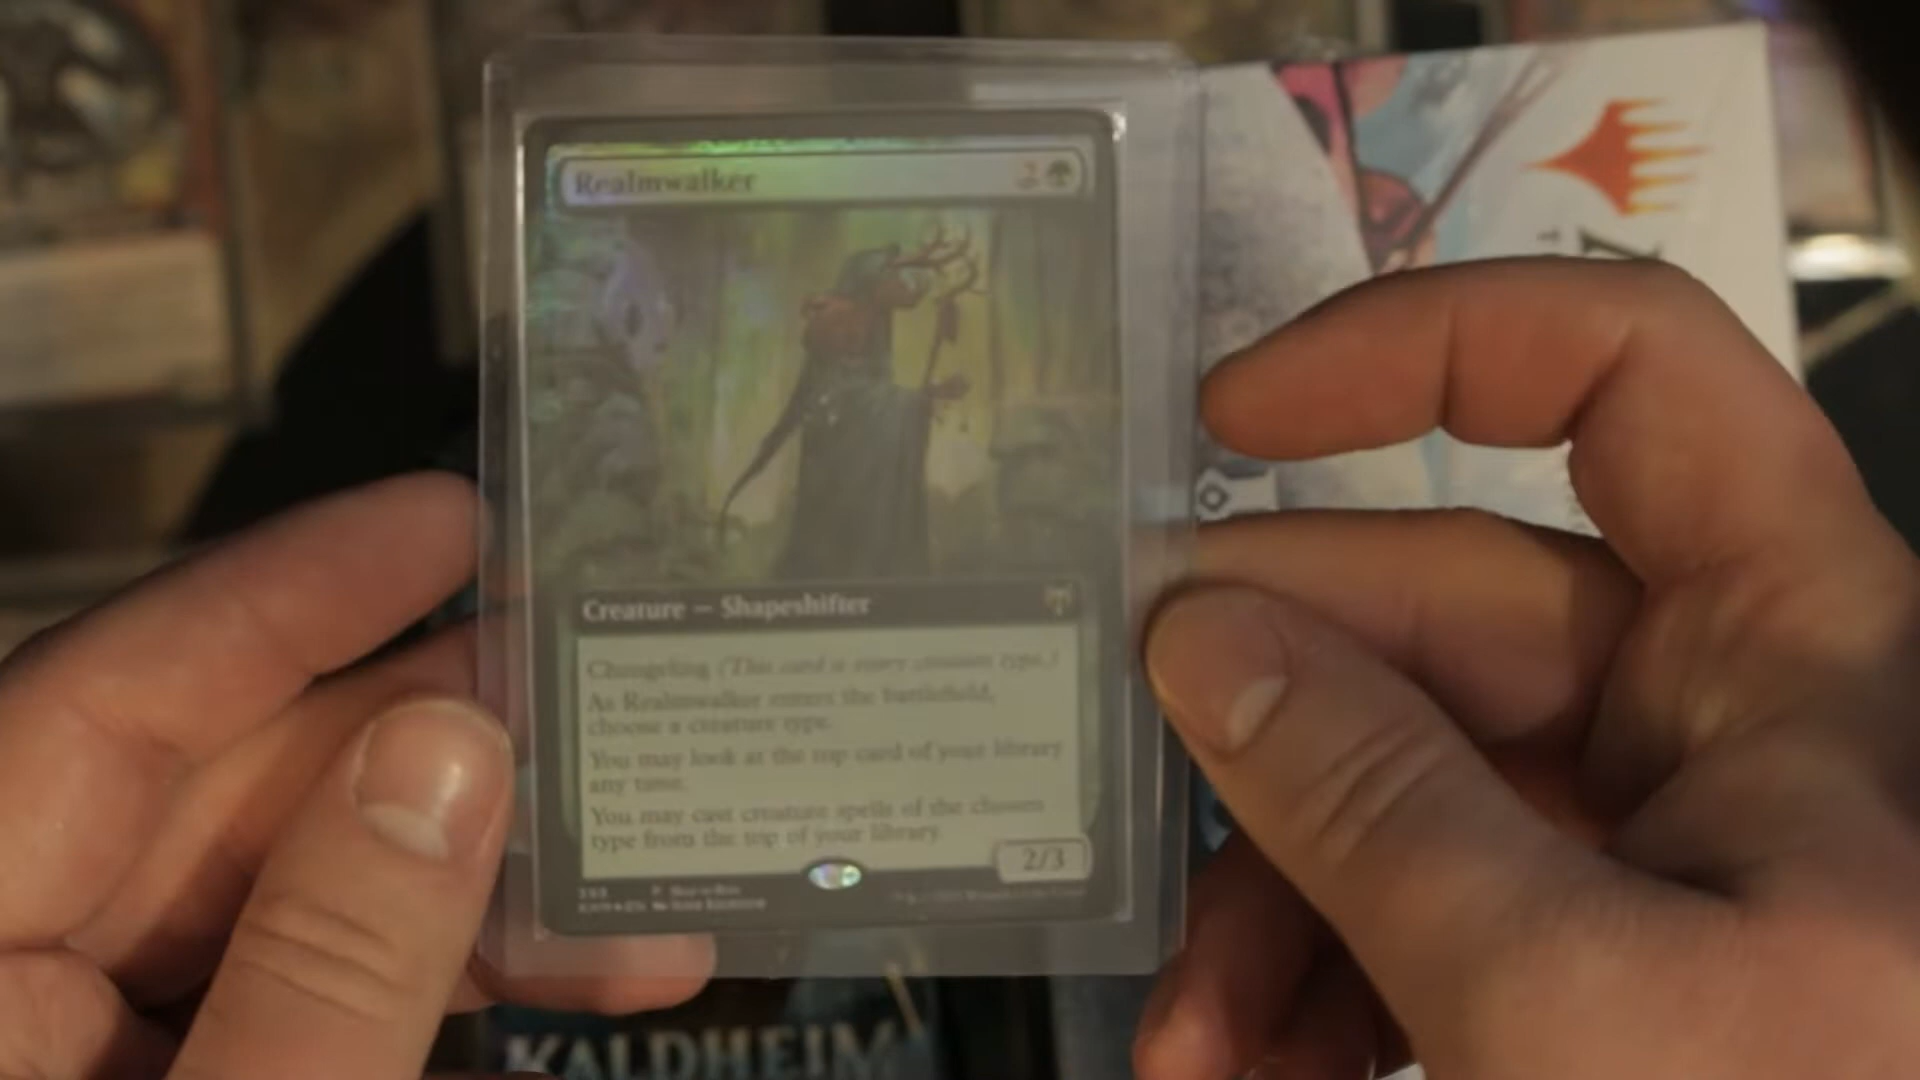 Realmwalker 2
Creature — Shapeshifter
Changeling (This card is every creature type.)
As Realmwalker enters the battlefield,
choose a creature type.
You may look at the top card of your library
any time.
You may cast creature spells of the chosen
type from the top of your library.
2/3
KALDHEIM